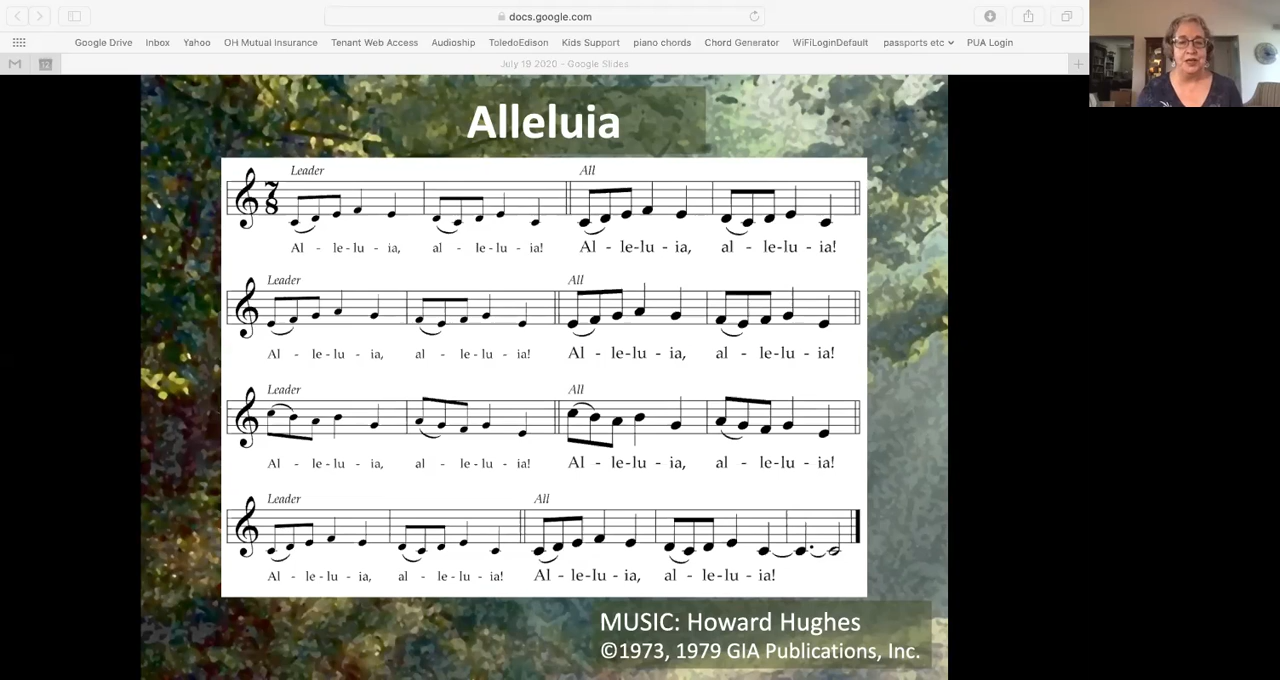 docs.google.com
Google Drive Inbox Yahoo OH Mutual Insurance Tenant Web Access Audioship ToledoEdison Kids Support piano chords Chord Generator WiFiLoginDefault passports etc PUA Login
July 19 2020 - Google Slides
Alleluia
Leader All
7
8
Al - le-lu - ia, al - le-lu - ia! Al - le-lu - ia, al - le-lu - ia!
Leader All
Al - le-lu - ia, al - le-lu - ia! Al - le-lu - ia, al - le-lu - ia!
Leader All
Al - le-lu - ia, al - le-lu - ia! Al - le-lu - ia, al - le-lu - ia!
Leader All
Al - le-lu - ia, al - le-lu - ia! Al - le-lu - ia, al - le-lu - ia!
MUSIC: Howard Hughes
©1973, 1979 GIA Publications, Inc.